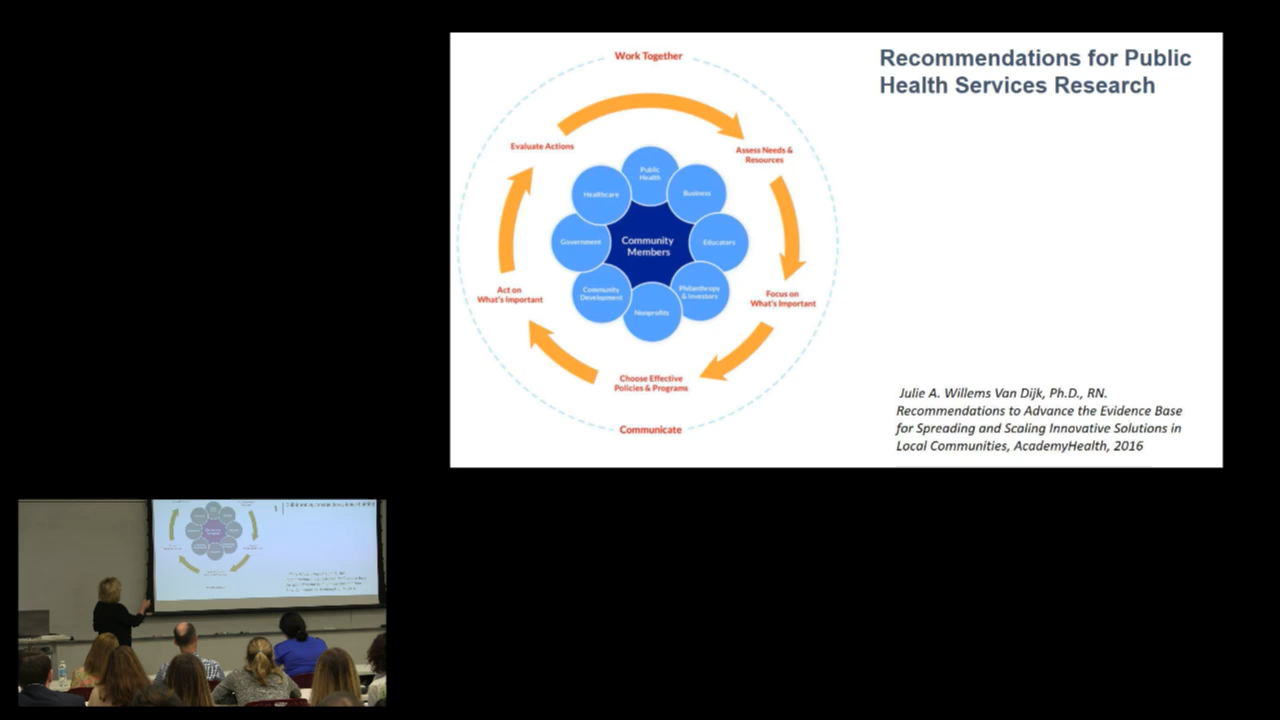 Recommendations for Public
Health Services Research
Work Together
Evaluate Actions
Assess Needs &
Resources
Public
Health
Healthcare
Business
Government
Community
Members
Educators
Community
Development
Philanthropy
& Investors
Nonprofits
Act on
What's Important
Focus on
What's Important
Choose Effective
Policies & Programs
Communicate
Julie A. Willems Van Dijk, Ph.D., RN.
Recommendations to Advance the Evidence Base
for Spreading and Scaling Innovative Solutions in
Local Communities, AcademyHealth, 2016